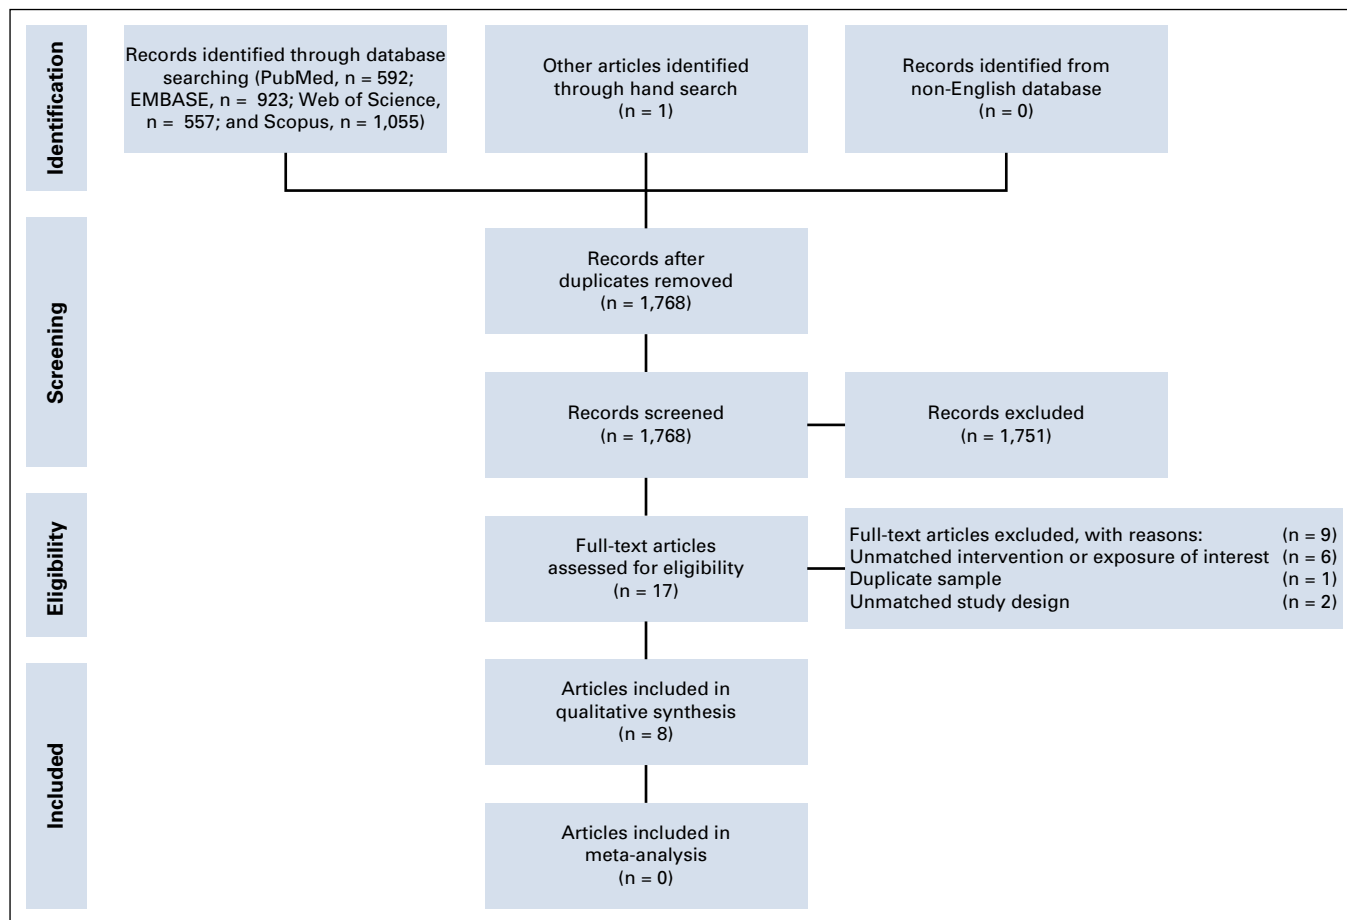 Identification
Records identified through database
searching (PubMed, n = 592;
EMBASE, n = 923; Web of Science,
n = 557; and Scopus, n = 1,055)
Other articles identified
through hand search
(n = 1)
Records identified from
non-English database
(n = 0)
Screening
Records after
duplicates removed
(n = 1,768)
Records screened
(n = 1,768)
Records excluded
(n = 1,751)
Eligibility
Full-text articles
assessed for eligibility
(n = 17)
Full-text articles excluded, with reasons: (n = 9)
Unmatched intervention or exposure of interest (n = 6)
Duplicate sample (n = 1)
Unmatched study design (n = 2)
Included
Articles included in
qualitative synthesis
(n = 8)
Articles included in
meta-analysis
(n = 0)